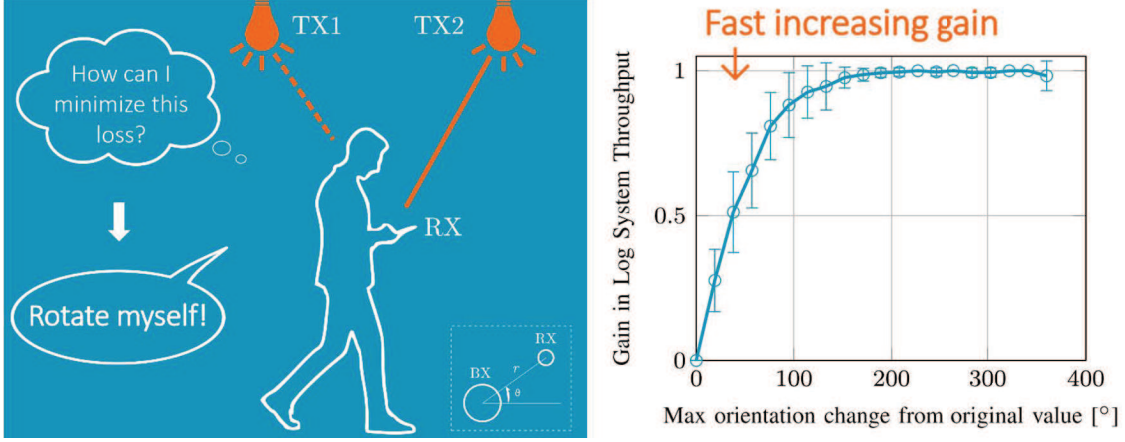 TX1
TX2
How can I
minimize this
loss?
RX
Rotate myself!
RX
BX
r
θ
Fast increasing gain
Gain in Log System Throughput
1
0.5
0
0
100
200
300
400
Max orientation change from original value [°]